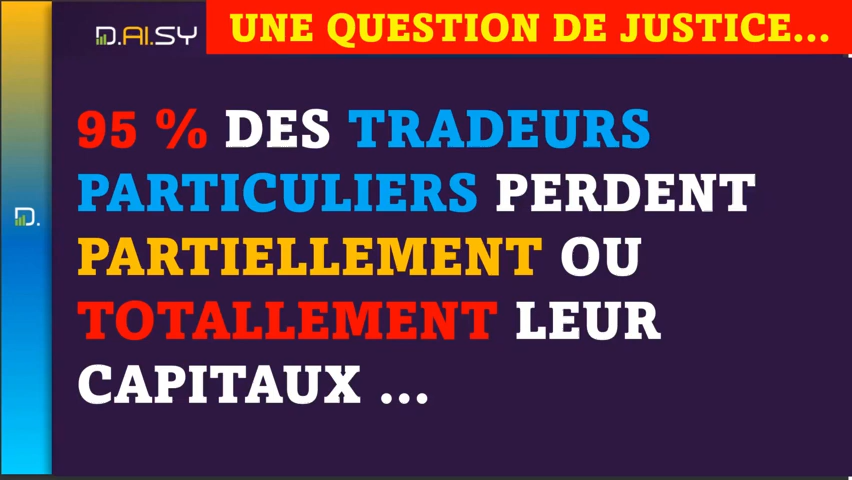 D.AI.SY
UNE QUESTION DE JUSTICE...
95 % DES TRADEURS
PARTICULIERS PERDENT
PARTIELLEMENT OU
TOTALLEMENT LEUR
CAPITAUX ...
D.